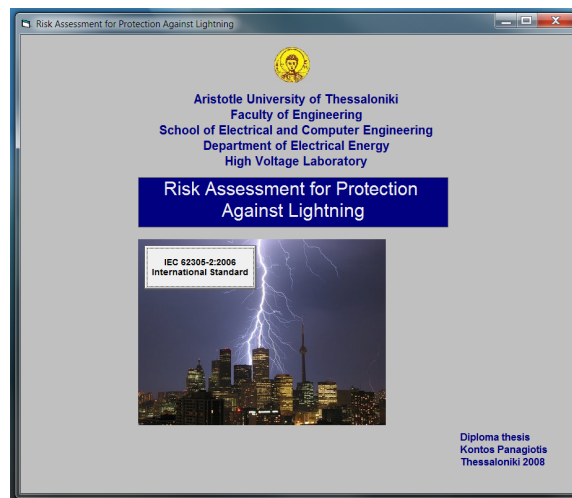 Risk Assessment for Protection Against Lightning
Aristotle University of Thessaloniki
Faculty of Engineering
School of Electrical and Computer Engineering
Department of Electrical Energy
High Voltage Laboratory
Risk Assessment for Protection
Against Lightning
IEC 62305-2:2006
International Standard
Diploma thesis
Kontos Panagiotis
Thessaloniki 2008